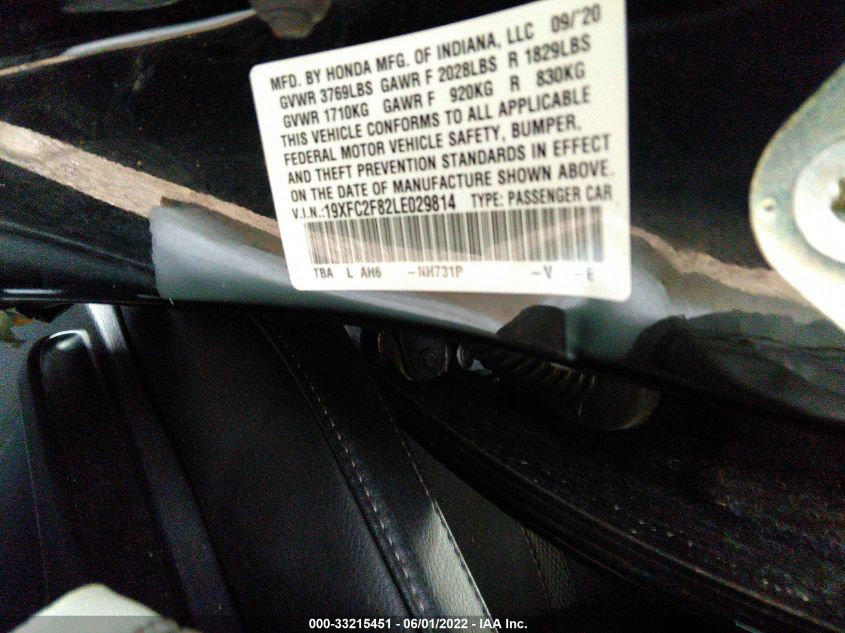 MFD. BY HONDA MFG. OF INDIANA, LLC 09/'20
GVWR 3769LBS GAWR F 2028LBS R 1829LBS
GVWR 1710KG GAWR F 920KG R 830KG
THIS VEHICLE CONFORMS TO ALL APPLICABLE
FEDERAL MOTOR VEHICLE SAFETY, BUMPER,
AND THEFT PREVENTION STANDARDS IN EFFECT
ON THE DATE OF MANUFACTURE SHOWN ABOVE.
V.I.N.:19XFC2F82LE029814 TYPE: PASSENGER CAR
TBA L AH6 -NH731P -V -E
000-33215451 - 06/01/2022 - IAA Inc.